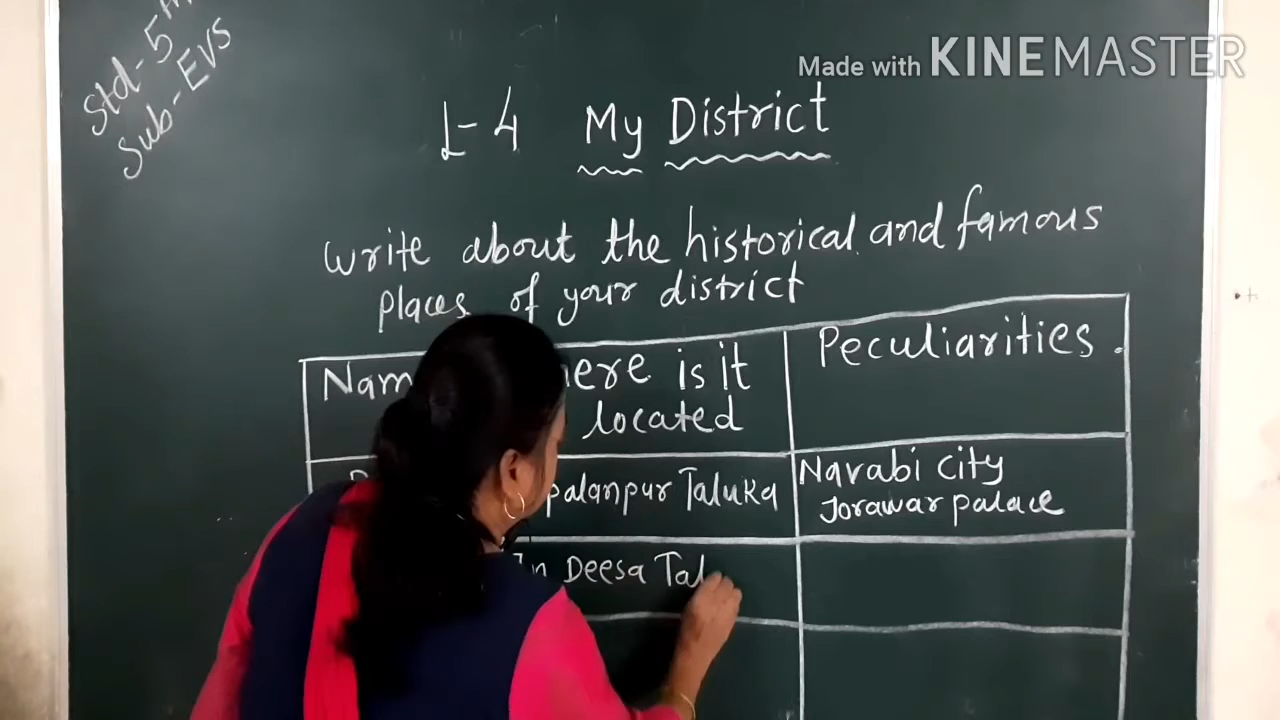 Std-5th
Sub-EVS
Made with KINEMASTER
L-4 My District
Write about the historical and famous
places of your district
Nam ere is it located
Peculiarities.
palanpur Taluka
Navabi city
Jorawar palace
In Deesa Tal